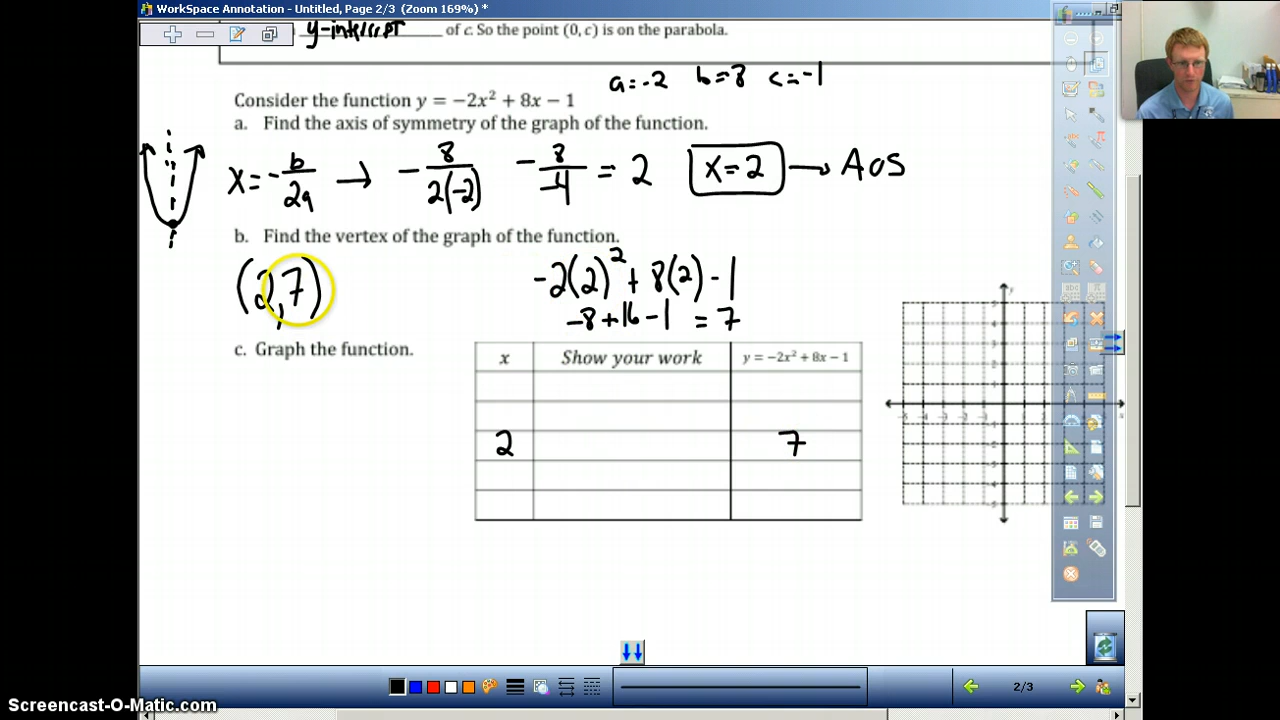 WorkSpace Annotation - Untitled, Page 2/3 (Zoom 169%) *
y-intercept of c. So the point (0, c) is on the parabola.
a=-2 b=8 c=-1
Consider the function y = −2x² + 8x − 1
a. Find the axis of symmetry of the graph of the function.
x=-b/2a → -8/2(-2) -8/-4 = 2 x=2 → AOS
b. Find the vertex of the graph of the function.
(2,7) -2(2)²+ 8(2)-1
-8+16-1 = 7
c. Graph the function.
x Show your work y = −2x² + 8x − 1
2 7
2/3
Screencast-O-Matic.com